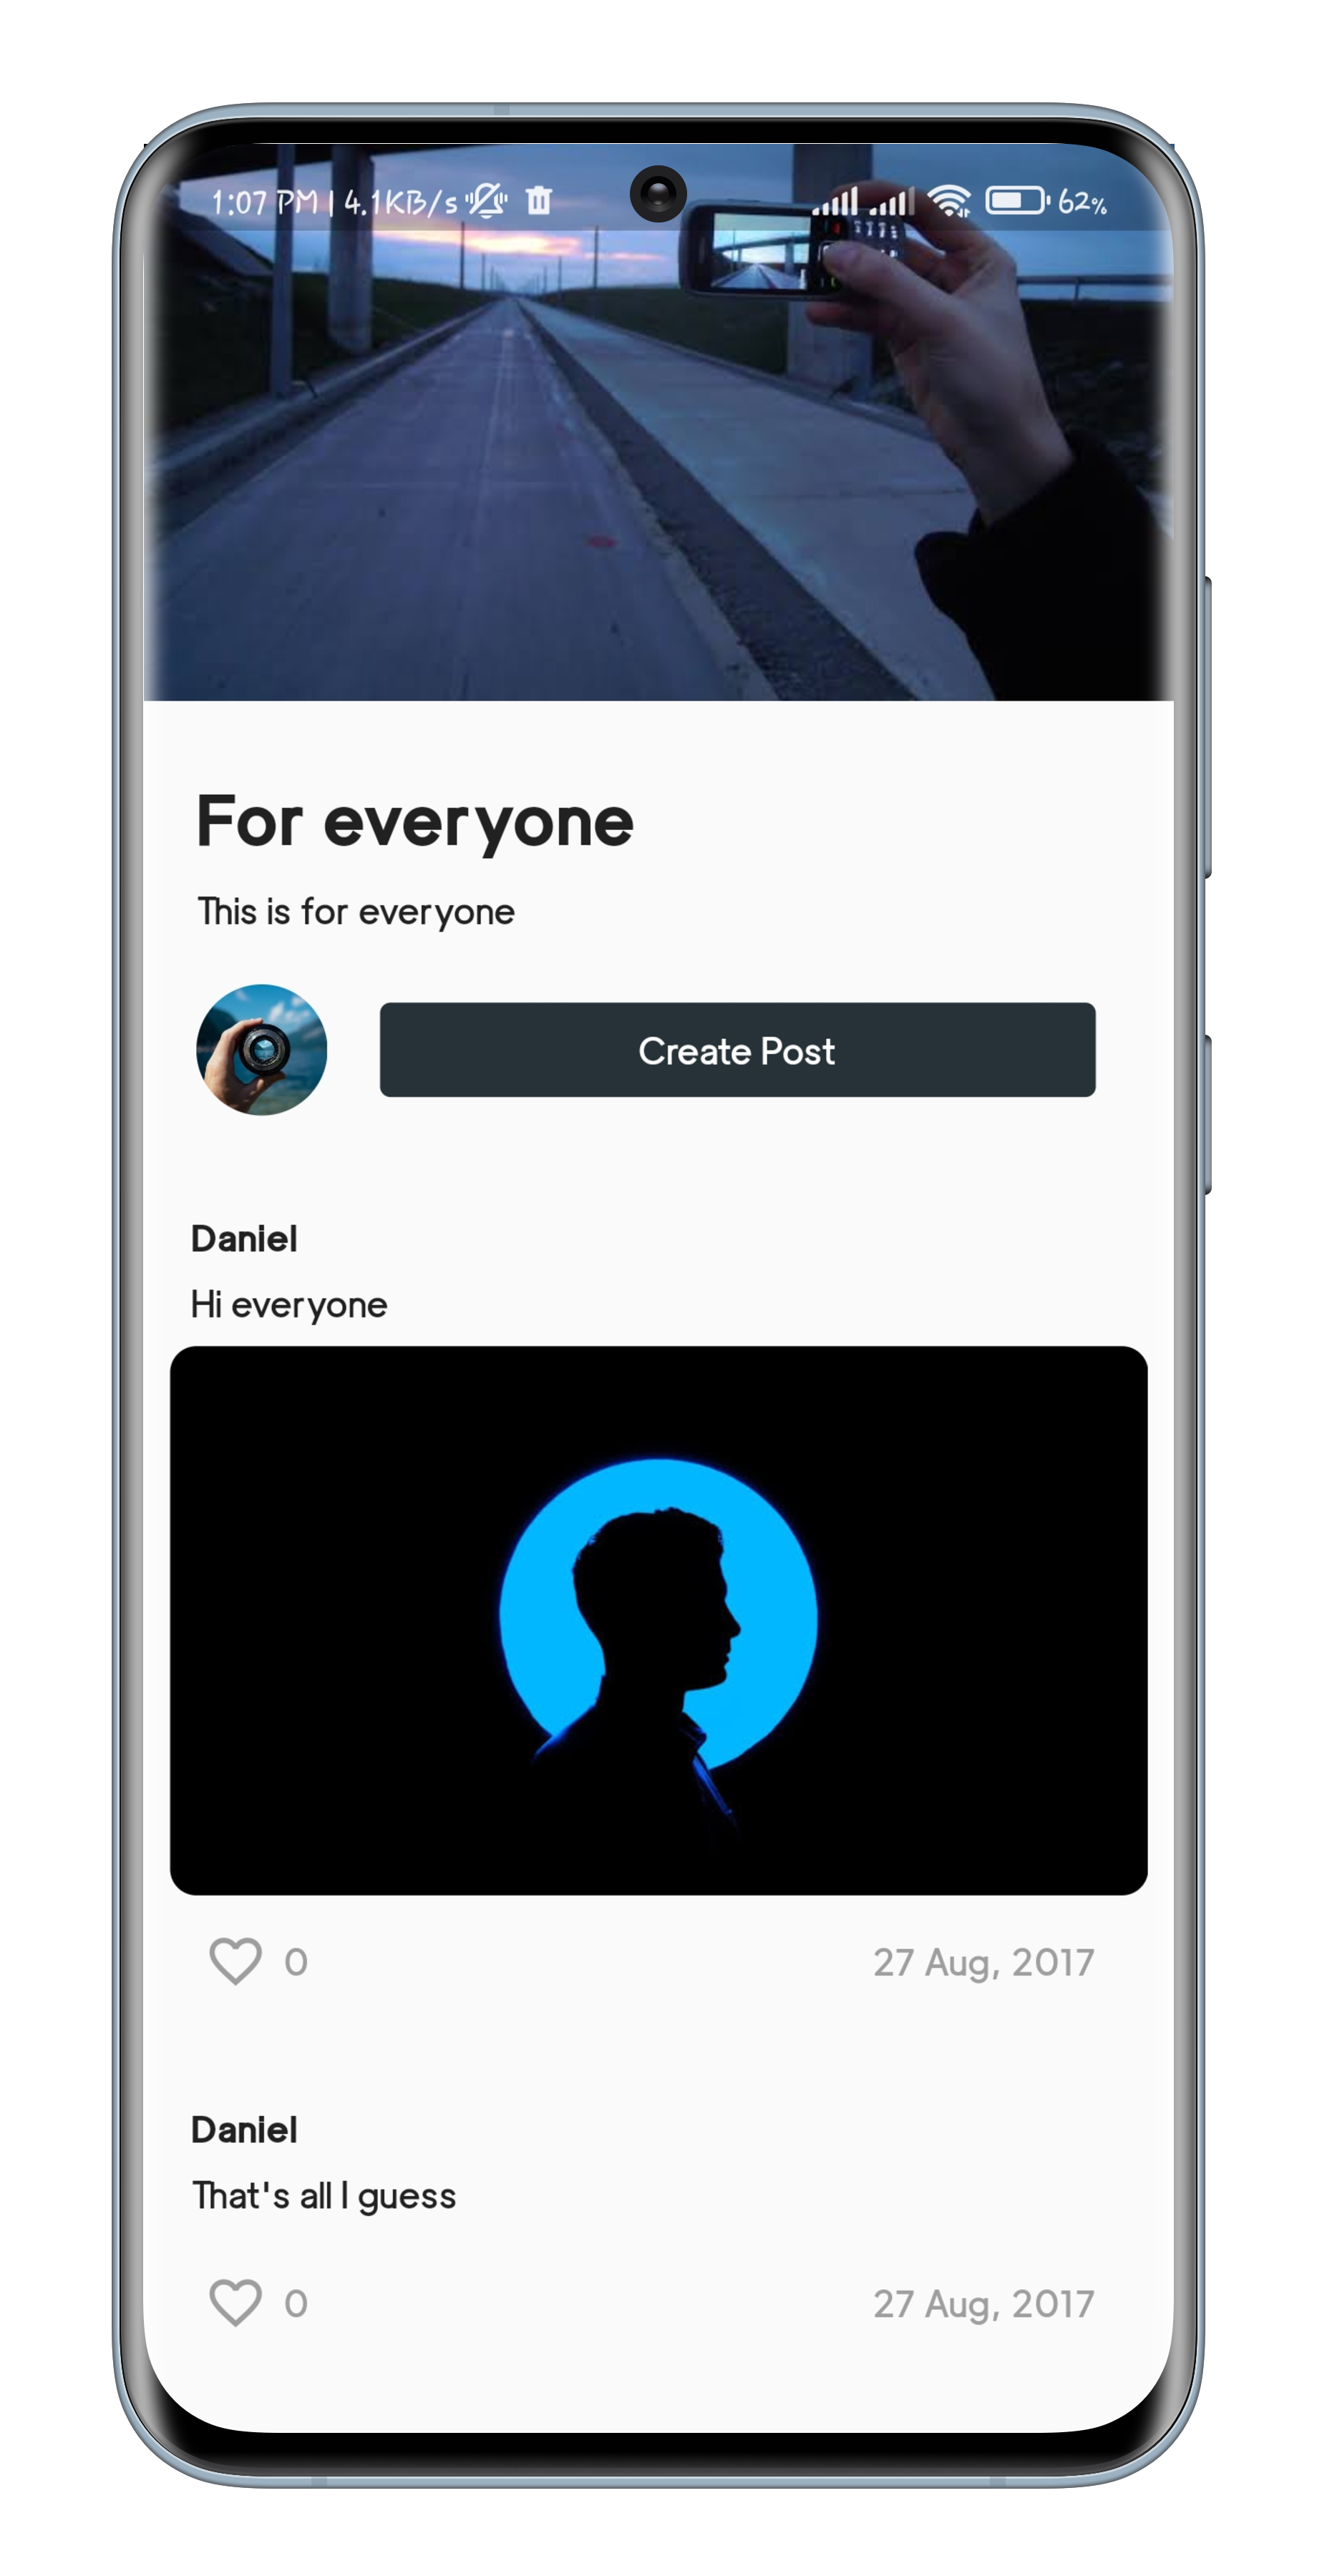 1:07 PM | 4.1KB/s 62%
For everyone
This is for everyone
Create Post
Daniel
Hi everyone
0 27 Aug, 2017
Daniel
That's all I guess
0 27 Aug, 2017